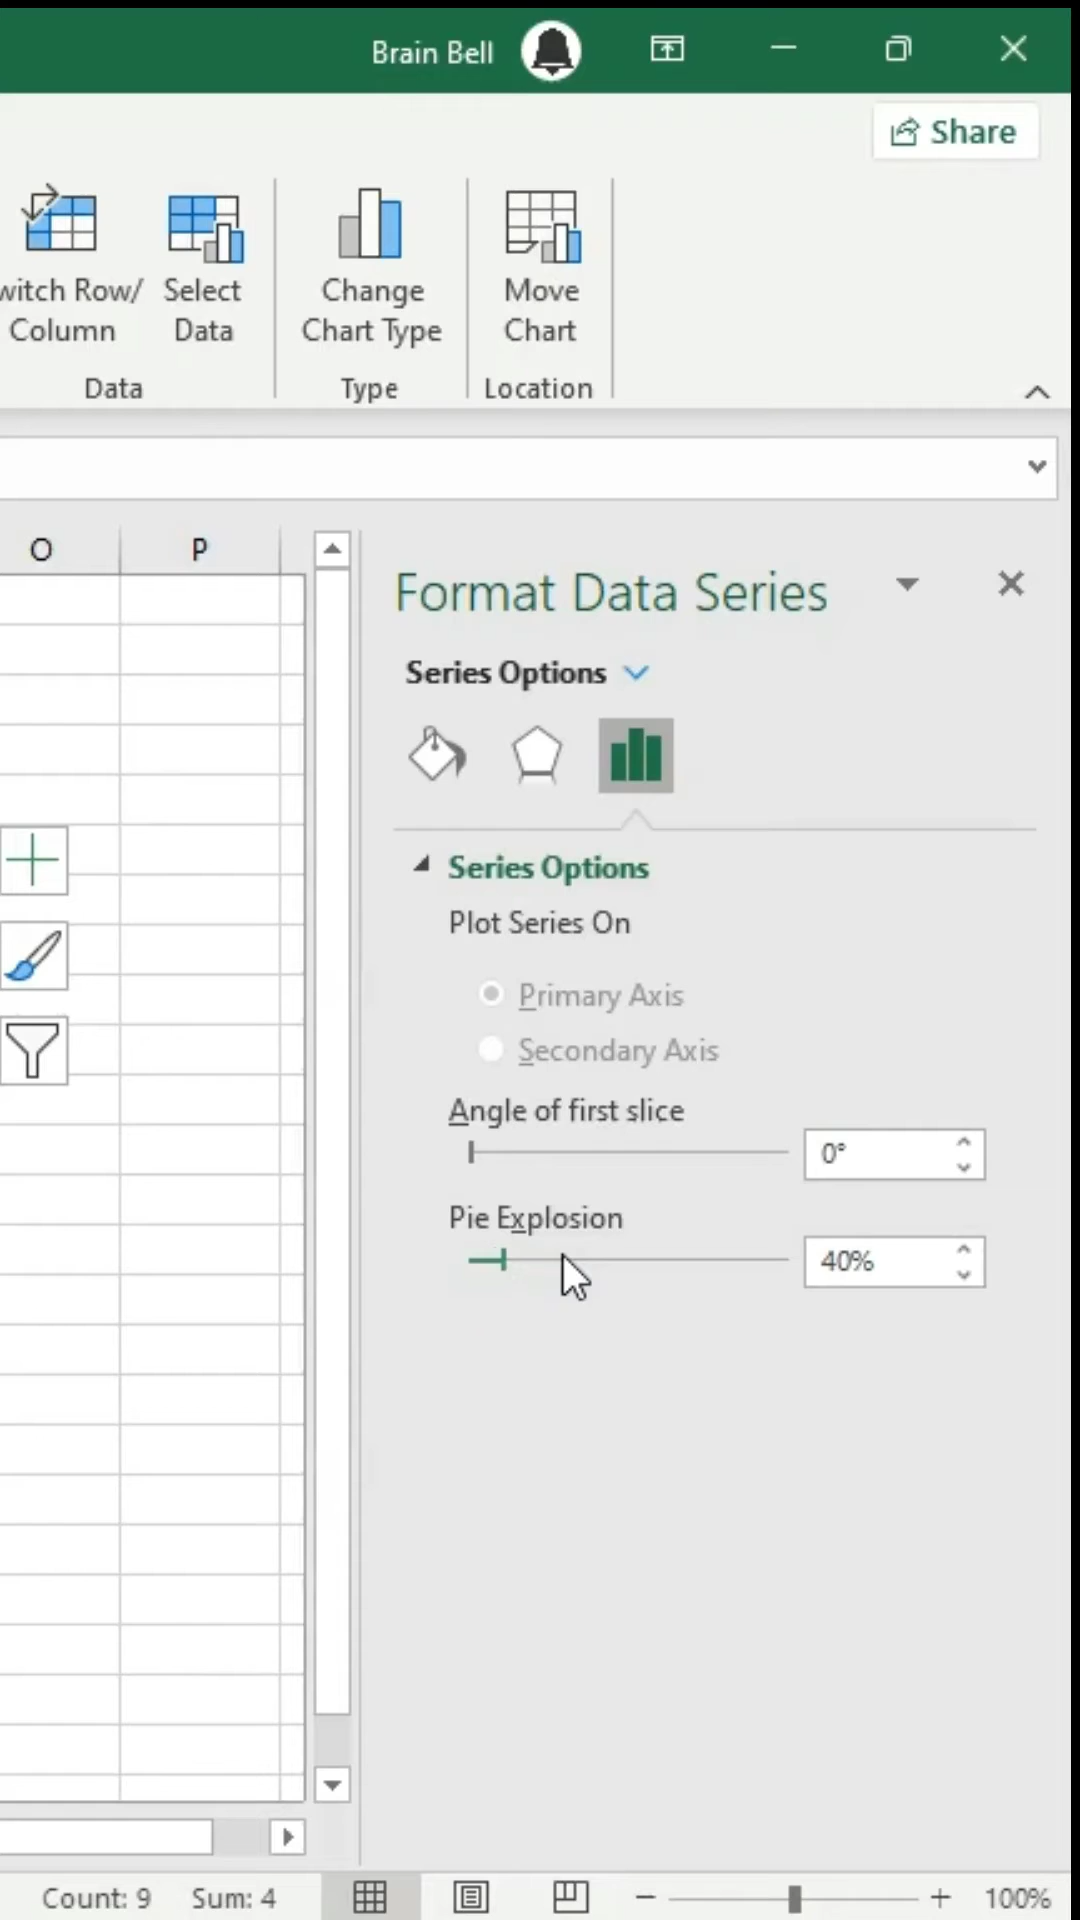 Brain Bell
Share
witch Row/
Column
Select
Data
Change
Chart Type
Move
Chart
Data
Type
Location
O
P
Format Data Series
Series Options
Series Options
Plot Series On
Primary Axis
Secondary Axis
Angle of first slice
0°
Pie Explosion
40%
Count: 9
Sum: 4
100%